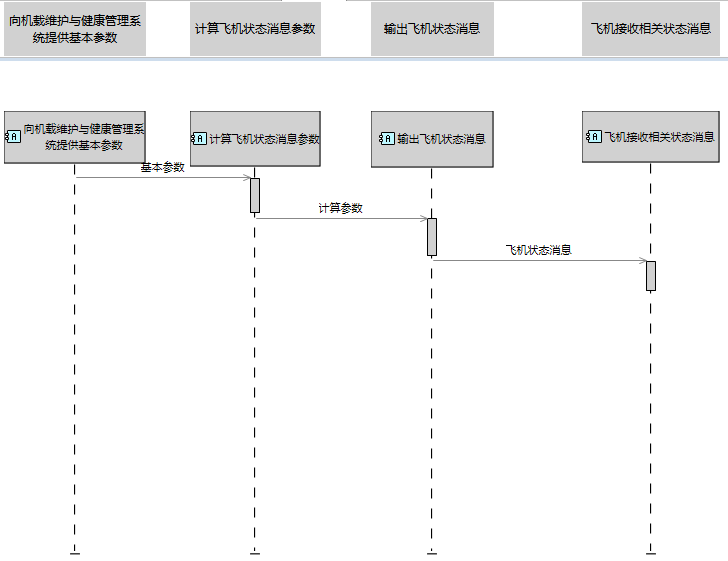 向机载维护与健康管理系
统提供基本参数
计算飞机状态消息参数
输出飞机状态消息
飞机接收相关状态消息
A
向机载维护与健康管理系
统提供基本参数
A
计算飞机状态消息参数
A
输出飞机状态消息
A
飞机接收相关状态消息
基本参数
计算参数
飞机状态消息